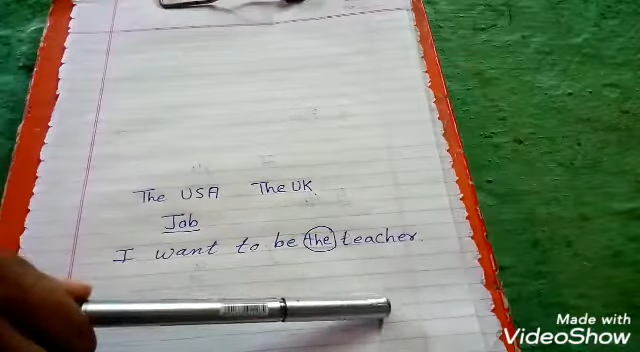 The USA The UK.
Job
I want to be the teacher.
Made with
VideoShow